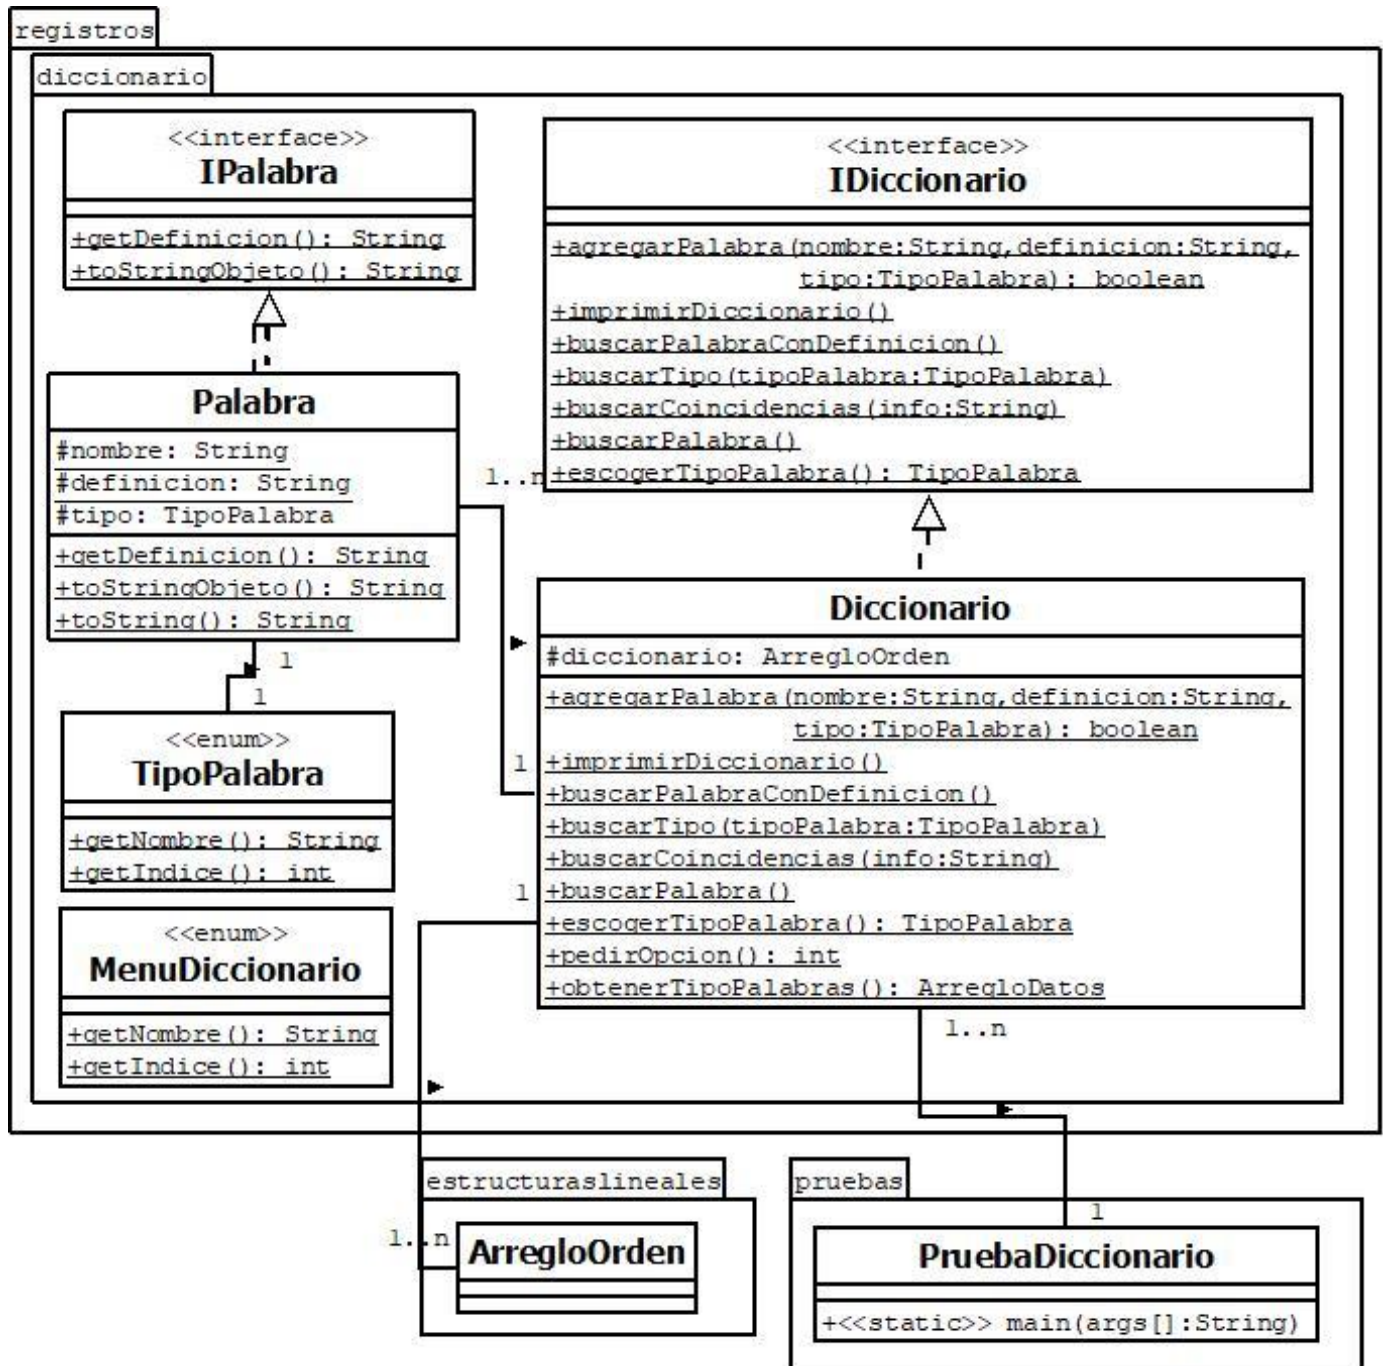 registros
diccionario
<<interface>>
IPalabra
+getDefinicion(): String
+toStringObjeto(): String
<<interface>>
IDiccionario
+agregarPalabra(nombre:String,definicion:String,
tipo:TipoPalabra): boolean
+imprimirDiccionario()
+buscarPalabraConDefinicion()
+buscarTipo(tipoPalabra:TipoPalabra)
+buscarCoincidencias(info:String)
+buscarPalabra()
+escogerTipoPalabra(): TipoPalabra
Palabra
#nombre: String
#definicion: String
#tipo: TipoPalabra
+getDefinicion(): String
+toStringObjeto(): String
+toString(): String
1..n
1
1
1
1
Diccionario
#diccionario: ArregloOrden
+agregarPalabra(nombre:String,definicion:String,
tipo:TipoPalabra): boolean
+imprimirDiccionario()
+buscarPalabraConDefinicion()
+buscarTipo(tipoPalabra:TipoPalabra)
+buscarCoincidencias(info:String)
+buscarPalabra()
+escogerTipoPalabra(): TipoPalabra
+pedirOpcion(): int
+obtenerTipoPalabras(): ArregloDatos
<<enum>>
TipoPalabra
+getNombre(): String
+getIndice(): int
<<enum>>
MenuDiccionario
+getNombre(): String
+getIndice(): int
1..n
estructuraslineales
1..n
ArregloOrden
pruebas
1
PruebaDiccionario
+<<static>> main(args[]:String)